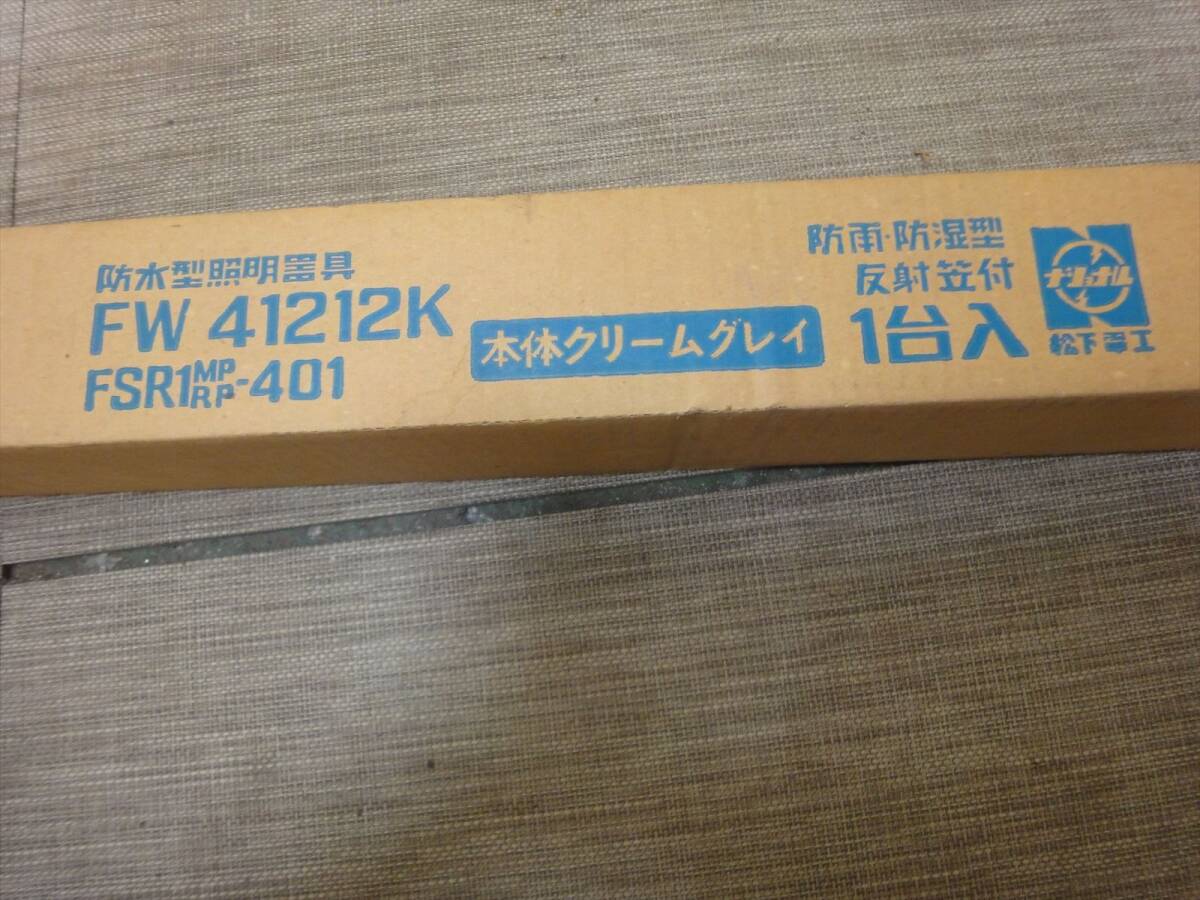 防水型照明器具
FW 41212K
FSR1MP
RP-401
本体クリームグレイ
防雨・防湿型
反射笠付
1台入
ナショナル
松下電工